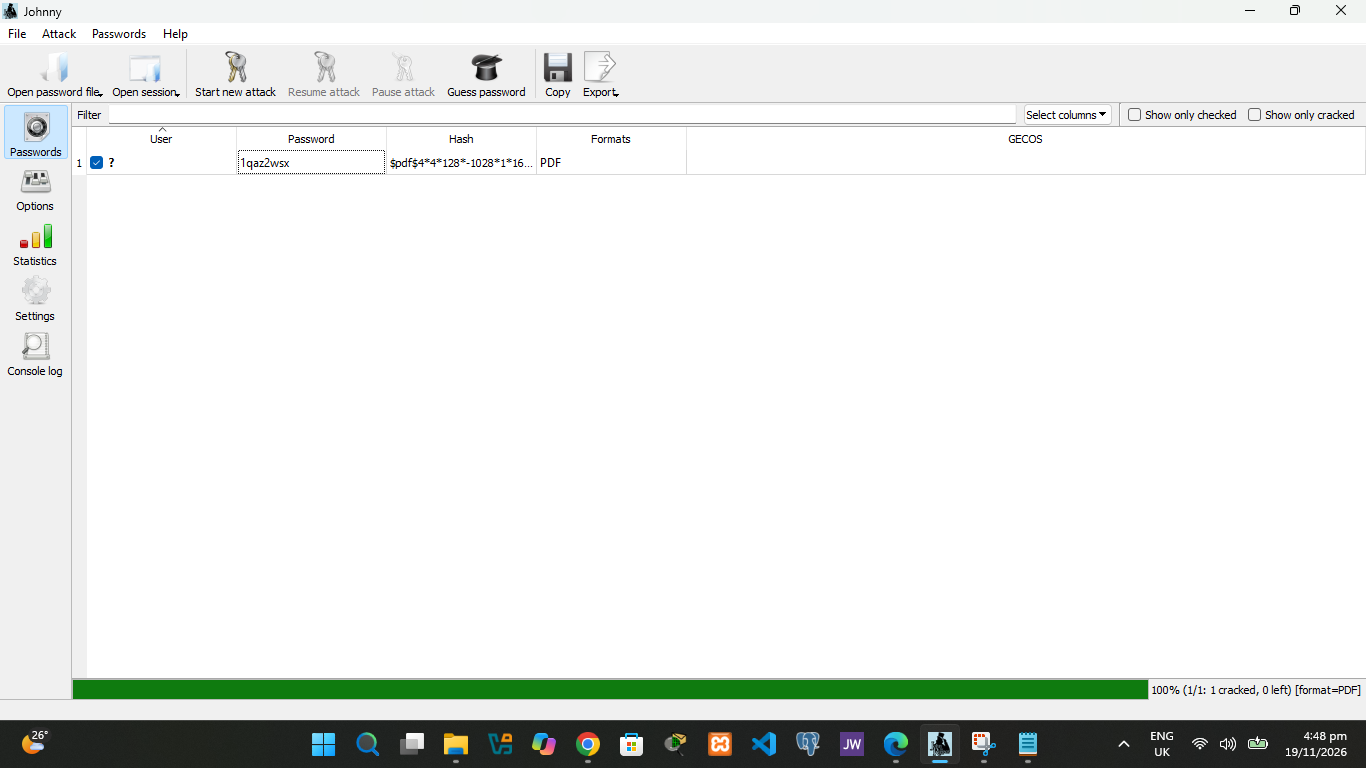 Johnny
File Attack Passwords Help
Open password file Open session Start new attack Resume attack Pause attack Guess password Copy Export
Passwords
Options
Statistics
Settings
Console log
Filter Select columns Show only checked Show only cracked
User Password Hash Formats GECOS
1 ? 1qaz2wsx $pdf$4*4*128*-1028*1*16... PDF
100% (1/1: 1 cracked, 0 left) [format=PDF]
26°
JW
ENG
UK
4:48 pm
19/11/2026